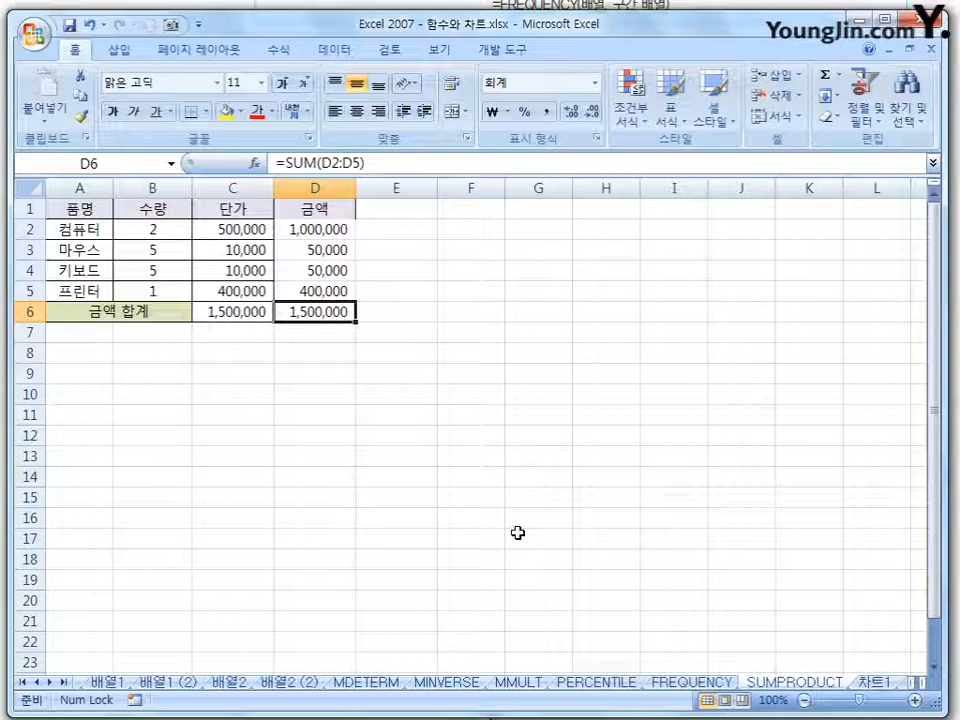 =FREQUENCY(배열, 구간 배열)
Excel 2007 - 함수와 차트.xlsx - Microsoft Excel
YoungJin.com Y.
홈 삽입 페이지 레이아웃 수식 데이터 검토 보기 개발 도구
붙여넣기
클립보드
맑은 고딕 11
가 가 가 가 가
글꼴
맞춤
회계
₩ % ,
표시 형식
조건부 서식
표 서식
셀 스타일
스타일
삽입
삭제
서식
셀
Σ
정렬 및 필터
찾기 및 선택
편집
D6 fx =SUM(D2:D5)
A B C D E F G H I J K L
1 품명 수량 단가 금액
2 컴퓨터 2 500,000 1,000,000
3 마우스 5 10,000 50,000
4 키보드 5 10,000 50,000
5 프린터 1 400,000 400,000
6 금액 합계 1,500,000 1,500,000
7
8
9
10
11
12
13
14
15
16
17
18
19
20
21
22
23
배열1 배열1 (2) 배열2 배열2 (2) MDETERM MINVERSE MMULT PERCENTILE FREQUENCY SUMPRODUCT 차트1
준비 Num Lock 100%